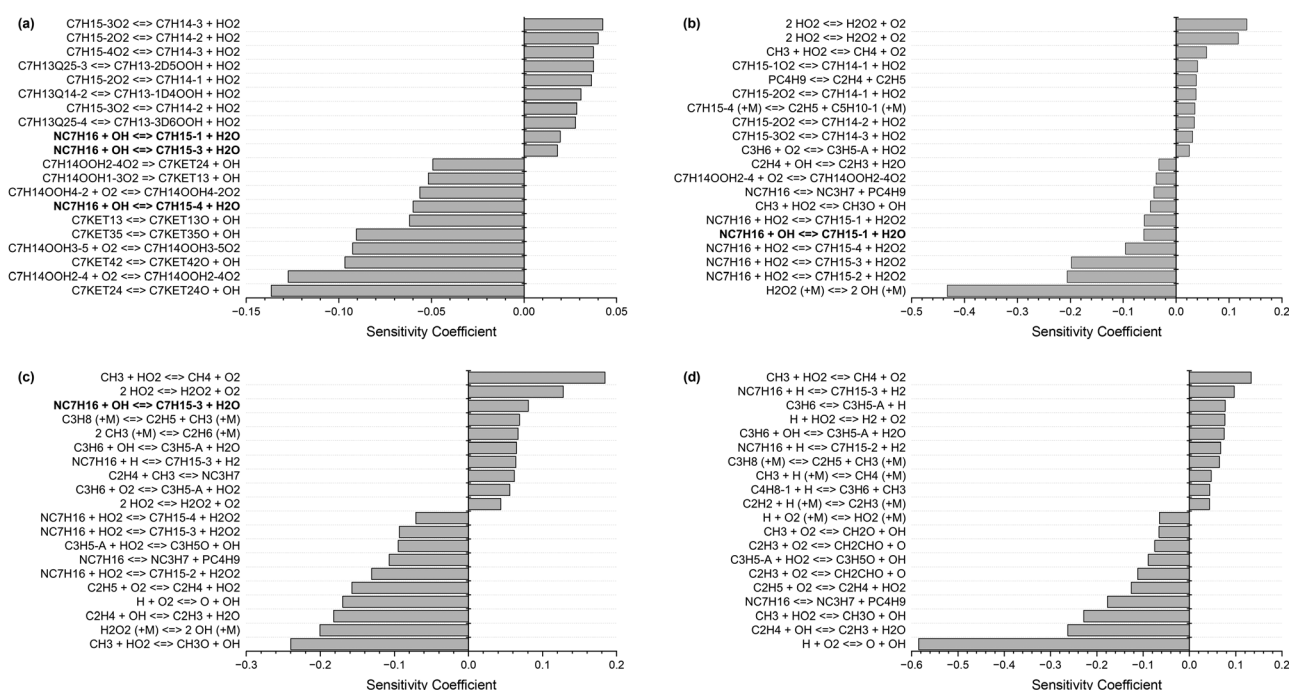 (a)
C7H15-3O2 <=> C7H14-3 + HO2
C7H15-2O2 <=> C7H14-2 + HO2
C7H15-4O2 <=> C7H14-3 + HO2
C7H13Q25-3 <=> C7H13-2D5OOH + HO2
C7H15-2O2 <=> C7H14-1 + HO2
C7H13Q14-2 <=> C7H13-1D4OOH + HO2
C7H15-3O2 <=> C7H14-2 + HO2
C7H13Q25-4 <=> C7H13-3D6OOH + HO2
NC7H16 + OH <=> C7H15-1 + H2O
NC7H16 + OH <=> C7H15-3 + H2O
C7H14OOH2-4O2 => C7KET24 + OH
C7H14OOH1-3O2 => C7KET13 + OH
C7H14OOH4-2 + O2 <=> C7H14OOH4-2O2
NC7H16 + OH <=> C7H15-4 + H2O
C7KET13 <=> C7KET13O + OH
C7KET35 <=> C7KET35O + OH
C7H14OOH3-5 + O2 <=> C7H14OOH3-5O2
C7KET42 <=> C7KET42O + OH
C7H14OOH2-4 + O2 <=> C7H14OOH2-4O2
C7KET24 <=> C7KET24O + OH
−0.15 −0.10 −0.05 0.00 0.05
Sensitivity Coefficient
(b)
2 HO2 <=> H2O2 + O2
2 HO2 <=> H2O2 + O2
CH3 + HO2 <=> CH4 + O2
C7H15-1O2 <=> C7H14-1 + HO2
PC4H9 <=> C2H4 + C2H5
C7H15-2O2 <=> C7H14-1 + HO2
C7H15-4 (+M) <=> C2H5 + C5H10-1 (+M)
C7H15-2O2 <=> C7H14-2 + HO2
C7H15-3O2 <=> C7H14-3 + HO2
C3H6 + O2 <=> C3H5-A + HO2
C2H4 + OH <=> C2H3 + H2O
C7H14OOH2-4 + O2 <=> C7H14OOH2-4O2
NC7H16 <=> NC3H7 + PC4H9
CH3 + HO2 <=> CH3O + OH
NC7H16 + HO2 <=> C7H15-1 + H2O2
NC7H16 + OH <=> C7H15-1 + H2O
NC7H16 + HO2 <=> C7H15-4 + H2O2
NC7H16 + HO2 <=> C7H15-3 + H2O2
NC7H16 + HO2 <=> C7H15-2 + H2O2
H2O2 (+M) <=> 2 OH (+M)
−0.5 −0.4 −0.3 −0.2 −0.1 0.0 0.1 0.2
Sensitivity Coefficient
(c)
CH3 + HO2 <=> CH4 + O2
2 HO2 <=> H2O2 + O2
NC7H16 + OH <=> C7H15-3 + H2O
C3H8 (+M) <=> C2H5 + CH3 (+M)
2 CH3 (+M) <=> C2H6 (+M)
C3H6 + OH <=> C3H5-A + H2O
NC7H16 + H <=> C7H15-3 + H2
C2H4 + CH3 <=> NC3H7
C3H6 + O2 <=> C3H5-A + HO2
2 HO2 <=> H2O2 + O2
NC7H16 + HO2 <=> C7H15-4 + H2O2
NC7H16 + HO2 <=> C7H15-3 + H2O2
C3H5-A + HO2 <=> C3H5O + OH
NC7H16 <=> NC3H7 + PC4H9
NC7H16 + HO2 <=> C7H15-2 + H2O2
C2H5 + O2 <=> C2H4 + HO2
H + O2 <=> O + OH
C2H4 + OH <=> C2H3 + H2O
H2O2 (+M) <=> 2 OH (+M)
CH3 + HO2 <=> CH3O + OH
−0.3 −0.2 −0.1 0.0 0.1 0.2
Sensitivity Coefficient
(d)
CH3 + HO2 <=> CH4 + O2
NC7H16 + H <=> C7H15-3 + H2
C3H6 <=> C3H5-A + H
H + HO2 <=> H2 + O2
C3H6 + OH <=> C3H5-A + H2O
NC7H16 + H <=> C7H15-2 + H2
C3H8 (+M) <=> C2H5 + CH3 (+M)
CH3 + H (+M) <=> CH4 (+M)
C4H8-1 + H <=> C3H6 + CH3
C2H2 + H (+M) <=> C2H3 (+M)
H + O2 (+M) <=> HO2 (+M)
CH3 + O2 <=> CH2O + OH
C2H3 + O2 <=> CH2CHO + O
C3H5-A + HO2 <=> C3H5O + OH
C2H3 + O2 <=> CH2CHO + O
C2H5 + O2 <=> C2H4 + HO2
NC7H16 <=> NC3H7 + PC4H9
CH3 + HO2 <=> CH3O + OH
C2H4 + OH <=> C2H3 + H2O
H + O2 <=> O + OH
−0.6 −0.5 −0.4 −0.3 −0.2 −0.1 0.0 0.1 0.2
Sensitivity Coefficient